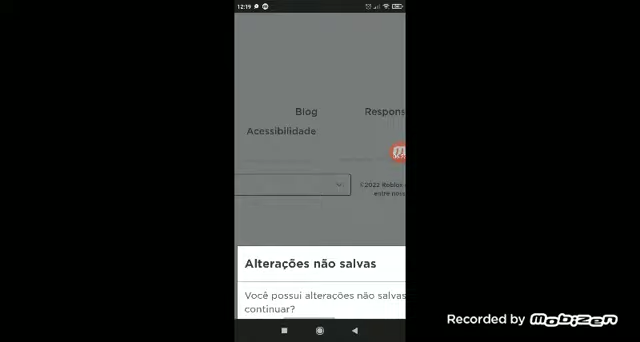 12:19
Blog
Respons
Acessibilidade
©2022 Roblox
Alterações não salvas
Você possui alterações não salvas
continuar?
Recorded by Mobizen